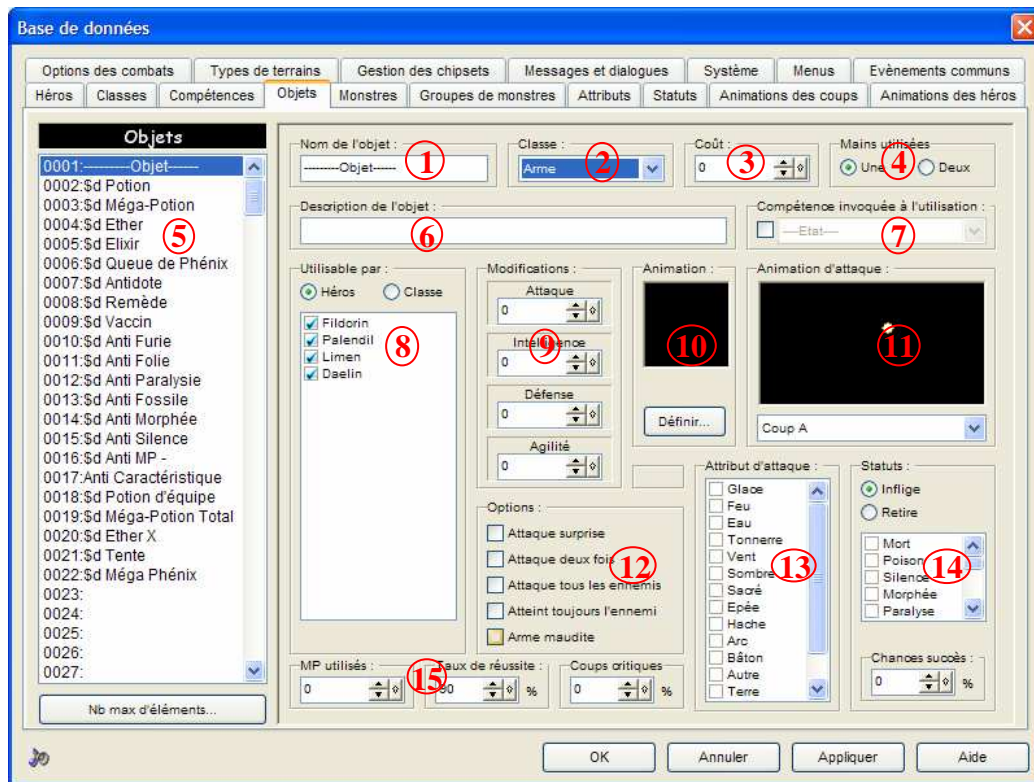 Base de données
Options des combats Types de terrains Gestion des chipsets Messages et dialogues Système Menus Evènements communs
Héros Classes Compétences Objets Monstres Groupes de monstres Attributs Statuts Animations des coups Animations des héros
Objets
0001:----------Objet------
0002:$d Potion
0003:$d Méga-Potion
0004:$d Ether
0005:$d Elixir
0006:$d Queue de Phénix
0007:$d Antidote
0008:$d Remède
0009:$d Vaccin
0010:$d Anti Furie
0011:$d Anti Folie
0012:$d Anti Paralysie
0013:$d Anti Fossile
0014:$d Anti Morphée
0015:$d Anti Silence
0016:$d Anti MP -
0017:Anti Caractéristique
0018:$d Potion d'équipe
0019:$d Méga-Potion Total
0020:$d Ether X
0021:$d Tente
0022:$d Méga Phénix
0023:
0024:
0025:
0026:
0027:
5
Nb max d'éléments...
Nom de l'objet :
--------Objet------
1
Classe :
Arme
2
Coût :
0
3
Mains utilisées
Une Deux
4
Description de l'objet :
6
Compétence invoquée à l'utilisation :
----Etat----
7
Utilisable par :
Héros Classe
Fildorin
Palendil
Limen
Daelin
8
Modifications :
Attaque
0
Intelligence
0
Défense
0
Agilité
0
9
Animation :
10
Définir...
Animation d'attaque :
11
Coup A
Options :
Attaque surprise
Attaque deux fois
Attaque tous les ennemis
Atteint toujours l'ennemi
Arme maudite
12
Attribut d'attaque :
Glace
Feu
Eau
Tonnerre
Vent
Sombre
Sacré
Epée
Hache
Arc
Bâton
Autre
Terre
13
Statuts :
Inflige
Retire
Mort
Poison
Silence
Morphée
Paralyse
14
Chances succès :
0 %
MP utilisés :
0
15
Taux de réussite :
90 %
Coups critiques
0 %
OK Annuler Appliquer Aide